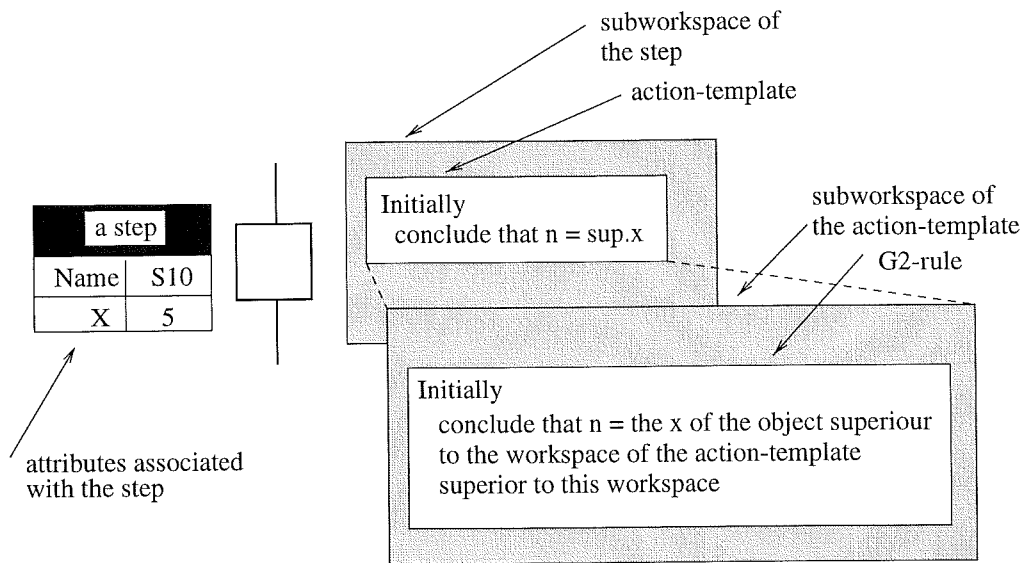 subworkspace of
the step
action-template
a step
Name S10
X 5
Initially
conclude that n = sup.x
subworkspace of
the action-template
G2-rule
Initially
conclude that n = the x of the object superiour
to the workspace of the action-template
superior to this workspace
attributes associated
with the step